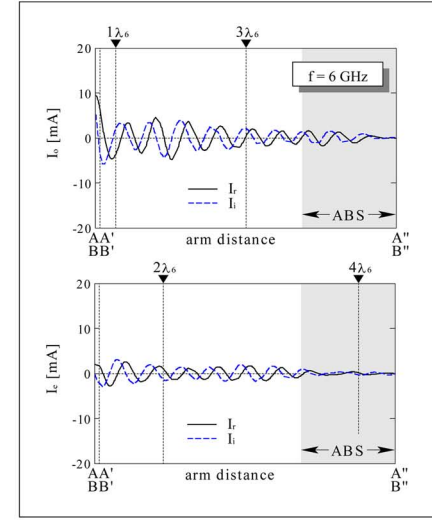 1λ6 3λ6
20
f = 6 GHz
10
Io [mA]
0
-10
Ir
Ii
ABS
-20
AA' arm distance A"
BB' B"
2λ6 4λ6
20
10
Ie [mA]
0
-10
Ir
Ii
ABS
-20
AA' arm distance A"
BB' B"